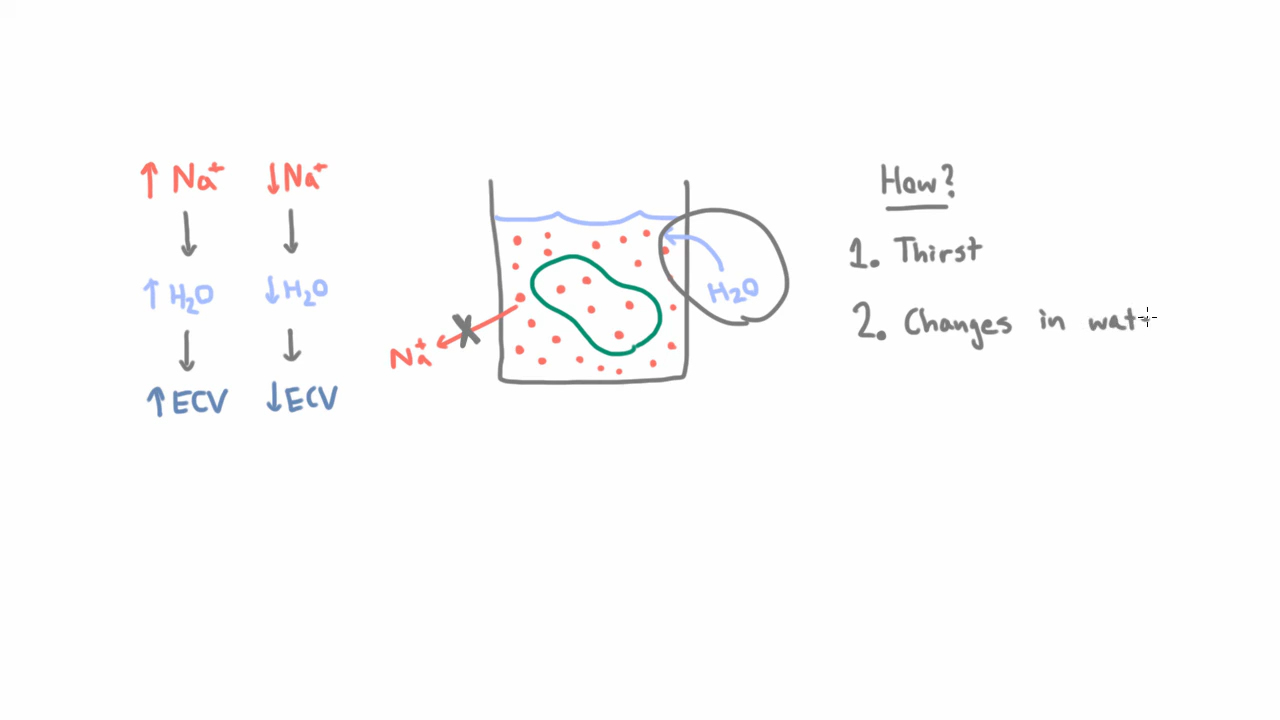 ↑ Na⁺ ↓Na⁺
↑ H₂O ↓H₂O
↑ECV ↓ECV
Na⁺
X
H₂O
How?
1. Thirst
2. Changes in wat